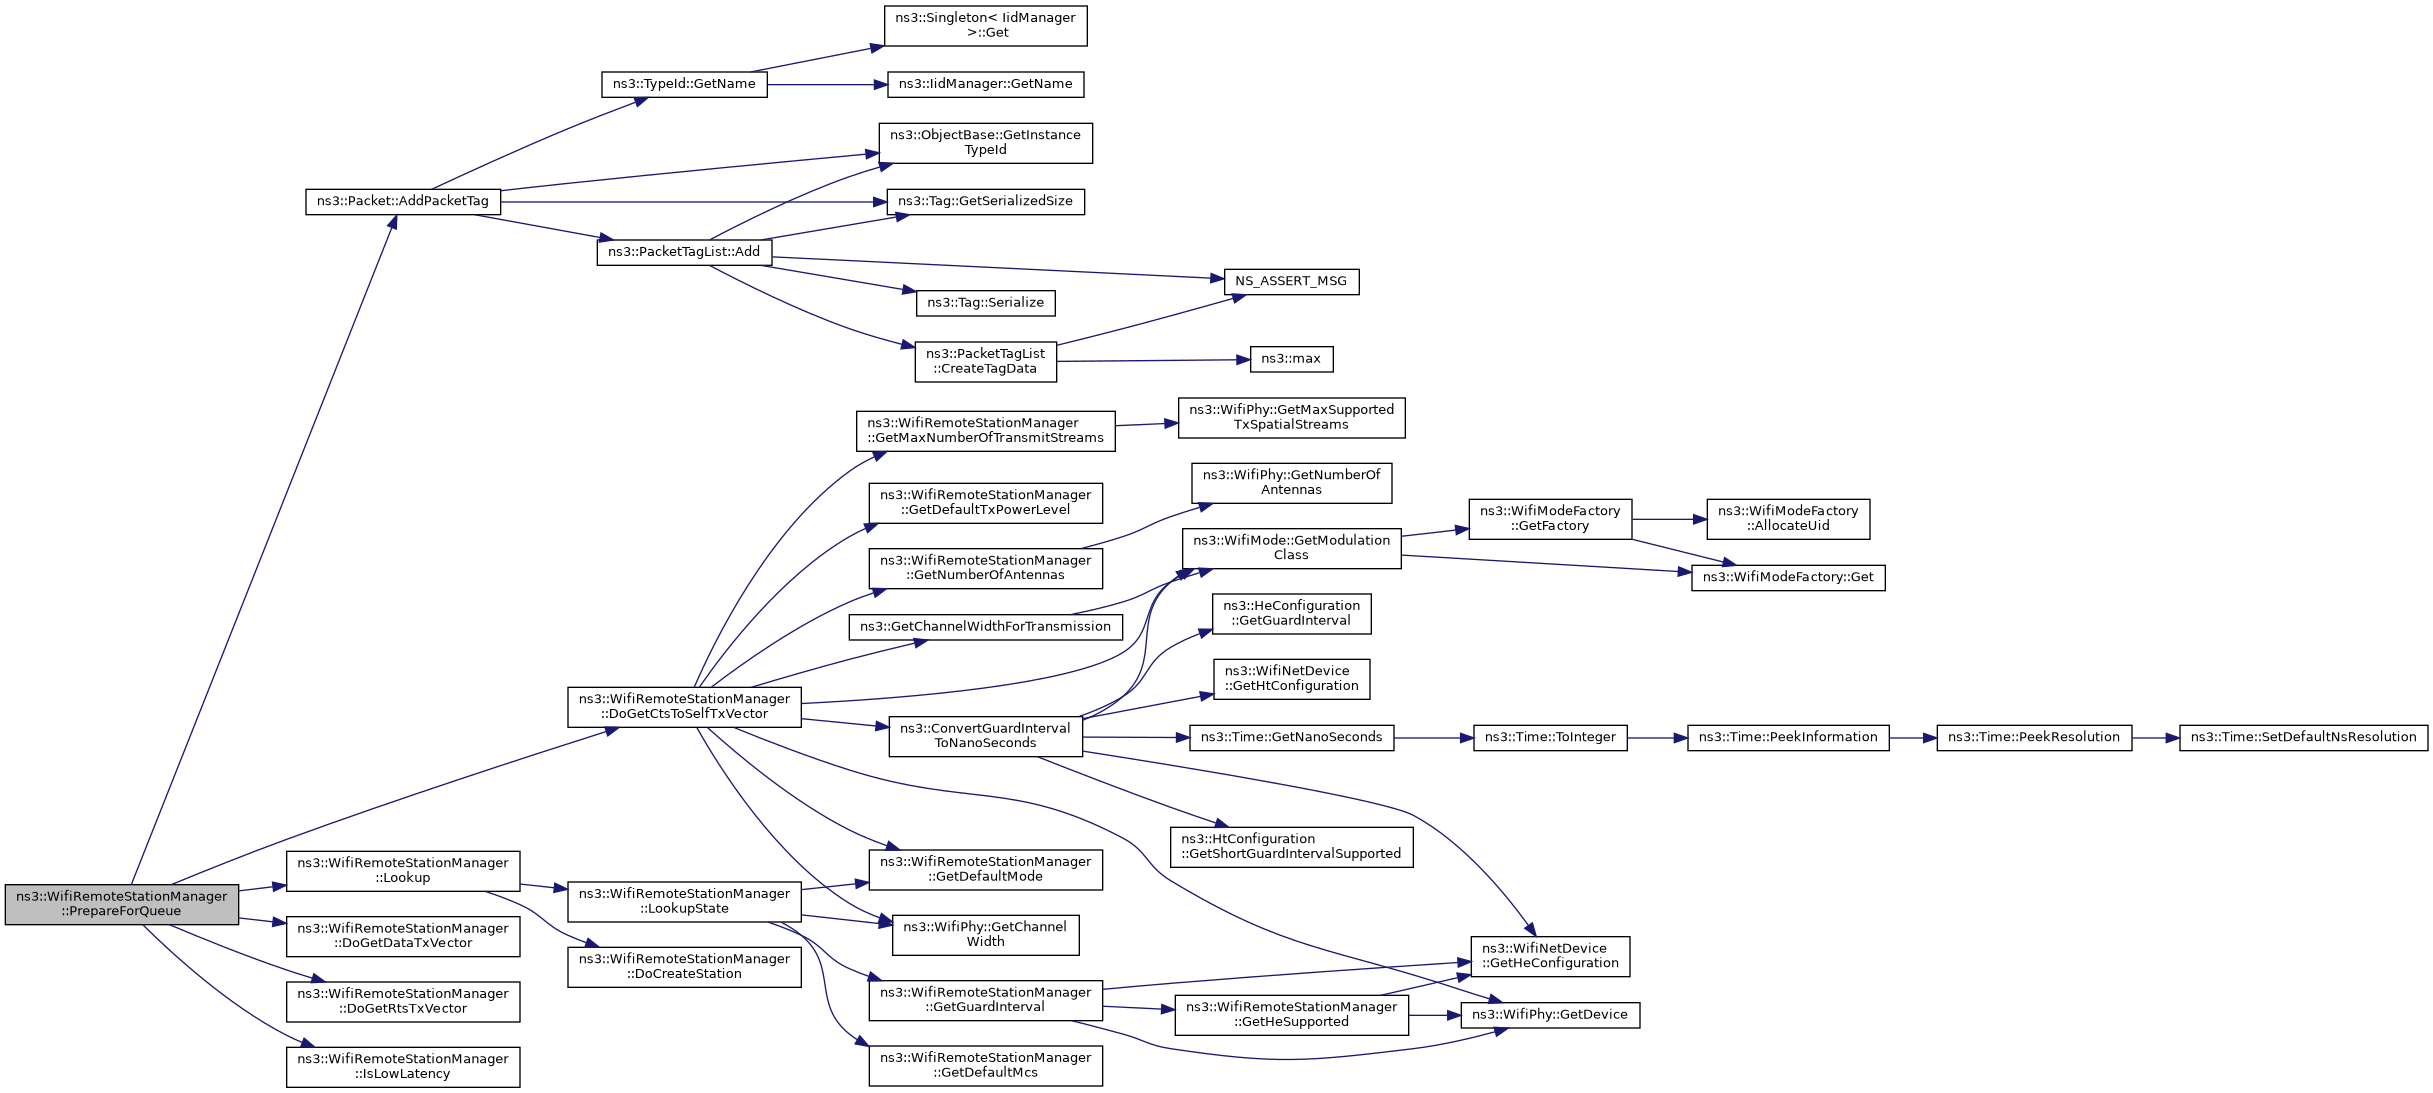 ns3::Singleton< IidManager
>::Get
ns3::TypeId::GetName
ns3::IidManager::GetName
ns3::ObjectBase::GetInstance
TypeId
ns3::Packet::AddPacketTag
ns3::Tag::GetSerializedSize
ns3::PacketTagList::Add
NS_ASSERT_MSG
ns3::Tag::Serialize
ns3::PacketTagList
::CreateTagData
ns3::max
ns3::WifiRemoteStationManager
::GetMaxNumberOfTransmitStreams
ns3::WifiPhy::GetMaxSupported
TxSpatialStreams
ns3::WifiRemoteStationManager
::GetDefaultTxPowerLevel
ns3::WifiPhy::GetNumberOf
Antennas
ns3::WifiRemoteStationManager
::GetNumberOfAntennas
ns3::WifiMode::GetModulation
Class
ns3::WifiModeFactory
::GetFactory
ns3::WifiModeFactory
::AllocateUid
ns3::WifiModeFactory::Get
ns3::GetChannelWidthForTransmission
ns3::HeConfiguration
::GetGuardInterval
ns3::WifiRemoteStationManager
::DoGetCtsToSelfTxVector
ns3::WifiNetDevice
::GetHtConfiguration
ns3::ConvertGuardInterval
ToNanoSeconds
ns3::Time::GetNanoSeconds
ns3::Time::ToInteger
ns3::Time::PeekInformation
ns3::Time::PeekResolution
ns3::Time::SetDefaultNsResolution
ns3::HtConfiguration
::GetShortGuardIntervalSupported
ns3::WifiRemoteStationManager
::PrepareForQueue
ns3::WifiRemoteStationManager
::Lookup
ns3::WifiRemoteStationManager
::LookupState
ns3::WifiRemoteStationManager
::GetDefaultMode
ns3::WifiRemoteStationManager
::DoGetDataTxVector
ns3::WifiRemoteStationManager
::DoCreateStation
ns3::WifiPhy::GetChannel
Width
ns3::WifiNetDevice
::GetHeConfiguration
ns3::WifiRemoteStationManager
::DoGetRtsTxVector
ns3::WifiRemoteStationManager
::GetGuardInterval
ns3::WifiRemoteStationManager
::GetHeSupported
ns3::WifiPhy::GetDevice
ns3::WifiRemoteStationManager
::IsLowLatency
ns3::WifiRemoteStationManager
::GetDefaultMcs